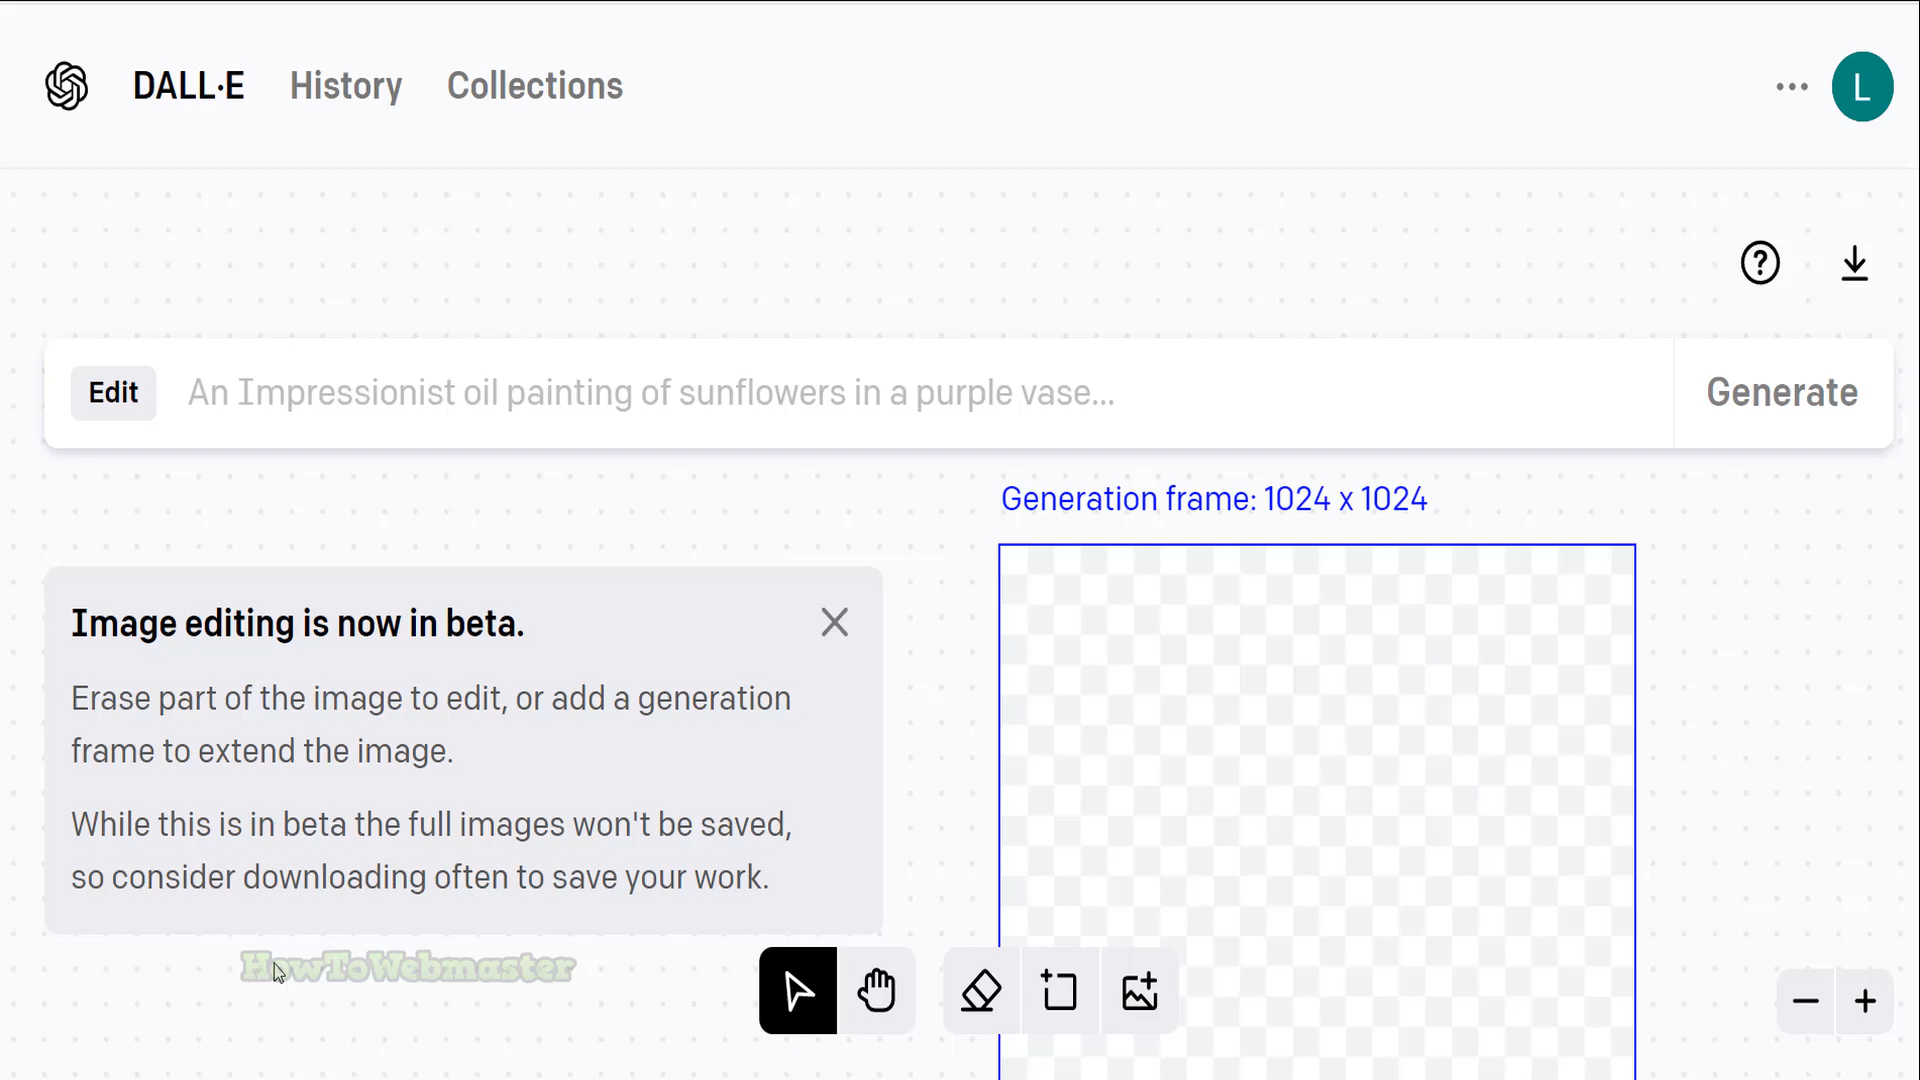 DALL·E History Collections
L
Edit An Impressionist oil painting of sunflowers in a purple vase... Generate
Generation frame: 1024 x 1024
Image editing is now in beta.
Erase part of the image to edit, or add a generation
frame to extend the image.
While this is in beta the full images won't be saved,
so consider downloading often to save your work.
HowToWebmaster